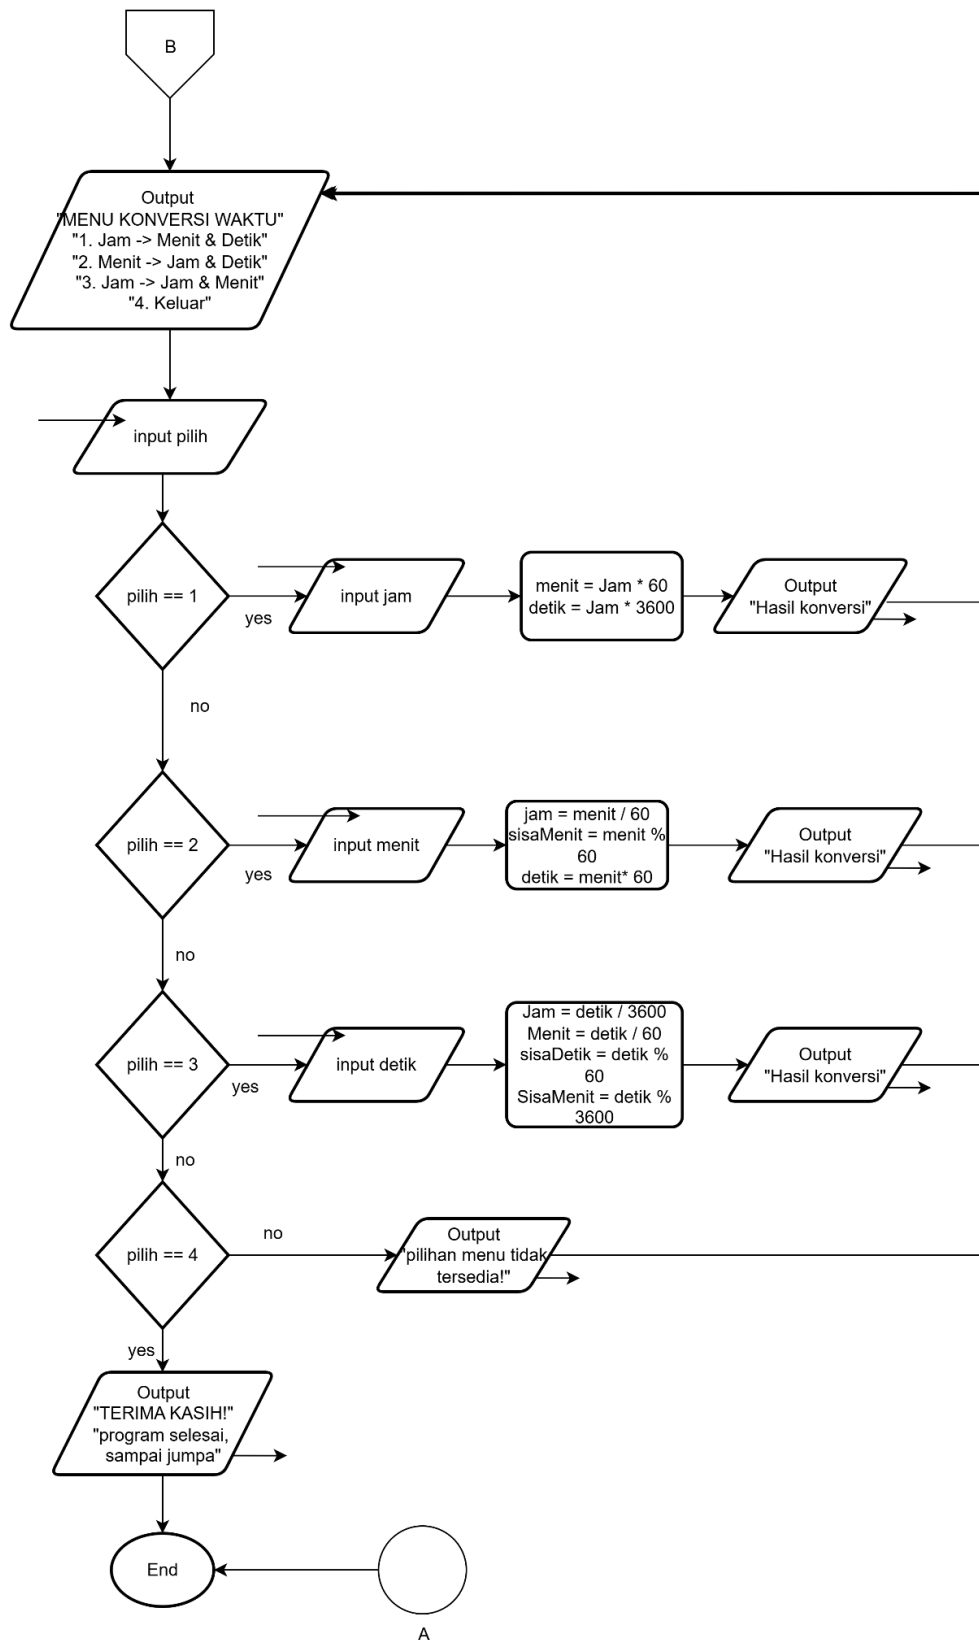 B
Output
"MENU KONVERSI WAKTU"
"1. Jam -> Menit & Detik"
"2. Menit -> Jam & Detik"
"3. Jam -> Jam & Menit"
"4. Keluar"
input pilih
pilih == 1
yes
input jam
menit = Jam * 60
detik = Jam * 3600
Output
"Hasil konversi"
no
pilih == 2
yes
input menit
jam = menit / 60
sisaMenit = menit %
60
detik = menit* 60
Output
"Hasil konversi"
no
pilih == 3
yes
input detik
Jam = detik / 3600
Menit = detik / 60
sisaDetik = detik %
60
SisaMenit = detik %
3600
Output
"Hasil konversi"
no
pilih == 4
no
Output
"pilihan menu tidak
tersedia!"
yes
Output
"TERIMA KASIH!"
"program selesai,
sampai jumpa"
End
A